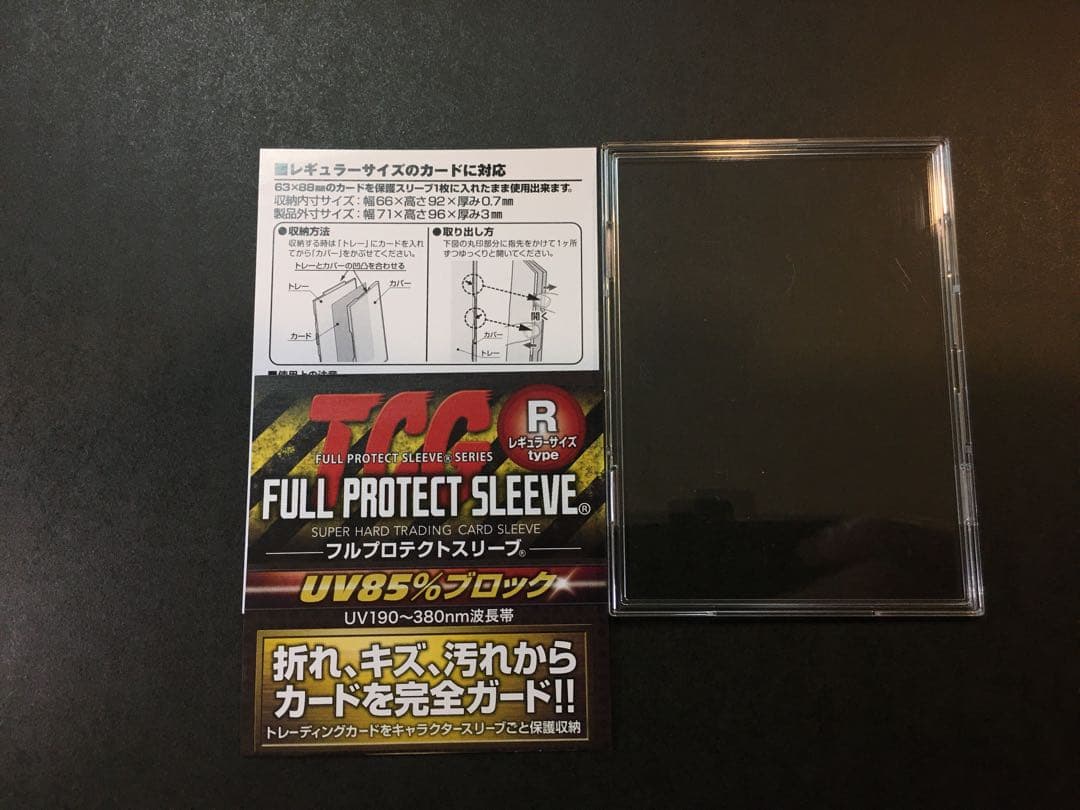 ■レギュラーサイズのカードに対応
63×88㎜のカードを保護スリーブ1枚に入れたまま使用出来ます。
収納内寸サイズ：幅66×高さ92×厚み0.7㎜
製品外寸サイズ：幅71×高さ96×厚み3㎜
●収納方法
収納する時は「トレー」にカードを入れ
てから「カバー」をかぶせてください。
トレーとカバーの凹凸を合わせる
トレー
カバー
カード
●取り出し方
下図の丸印部分に指先をかけて1ヶ所
ずつゆっくりと開いてください。
開く
カバー
トレー
■使用上の注意
TCG
FULL PROTECT SLEEVE® SERIES
R
レギュラーサイズ
type
FULL PROTECT SLEEVE®
SUPER HARD TRADING CARD SLEEVE
フルプロテクトスリーブ®
UV85%ブロック
UV190～380nm波長帯
折れ、キズ、汚れから
カードを完全ガード!!
トレーディングカードをキャラクタースリーブごと保護収納